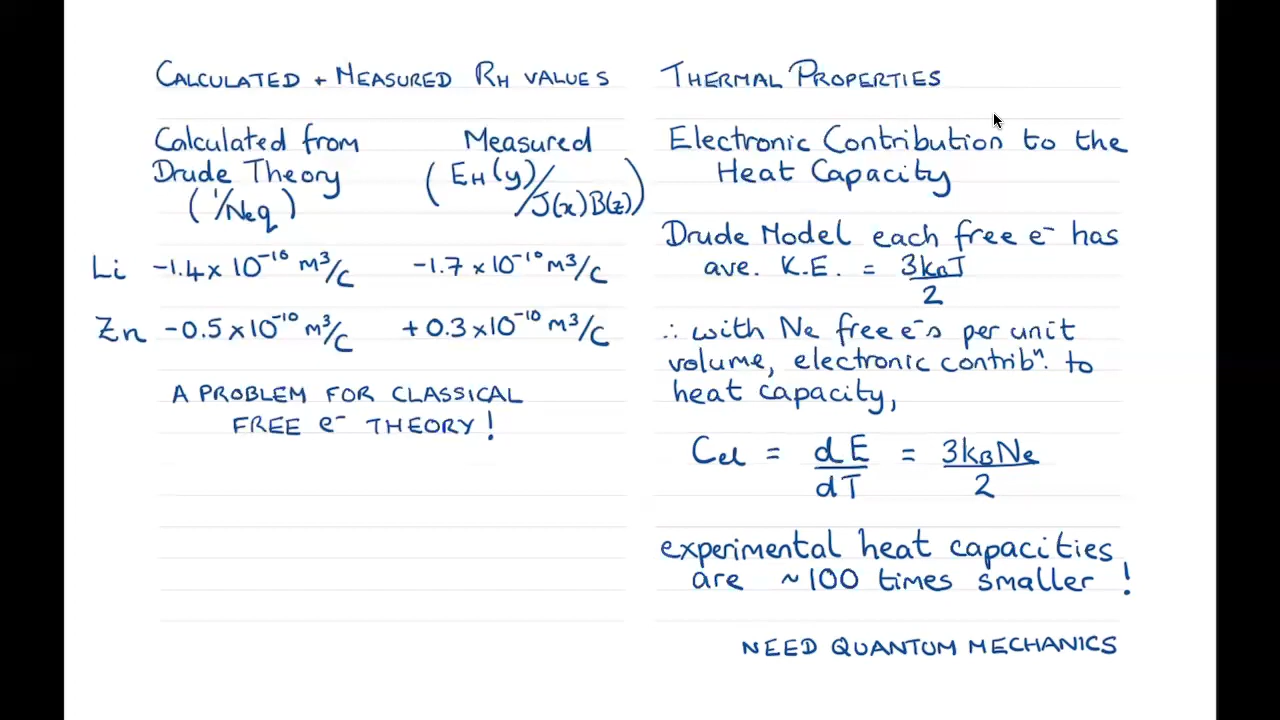 CALCULATED + MEASURED RH VALUES
Calculated from
Drude Theory
(1/Neq)
Measured
(EH(y)/J(x)B(z))
Li -1.4 x 10⁻¹⁰ m³/C -1.7 x 10⁻¹⁰ m³/C
Zn -0.5 x 10⁻¹⁰ m³/C +0.3 x 10⁻¹⁰ m³/C
A PROBLEM FOR CLASSICAL
FREE e⁻ THEORY!
THERMAL PROPERTIES
Electronic Contribution to the
Heat Capacity
Drude Model each free e⁻ has
ave. K.E. = 3kBT/2
∴ with Ne free e⁻s per unit
volume, electronic contribⁿ. to
heat capacity,
Cel = dE/dT = 3kBNe/2
experimental heat capacities
are ~100 times smaller!
NEED QUANTUM MECHANICS